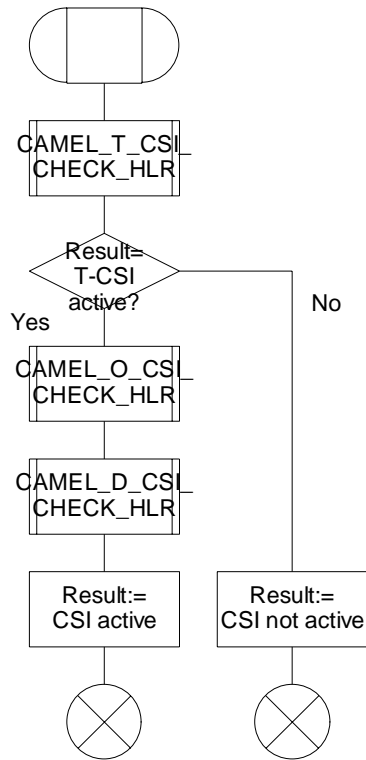 CAMEL_T_CSI_
CHECK_HLR
Result=
T-CSI
active?
Yes
No
CAMEL_O_CSI_
CHECK_HLR
CAMEL_D_CSI_
CHECK_HLR
Result:=
CSI active
Result:=
CSI not active